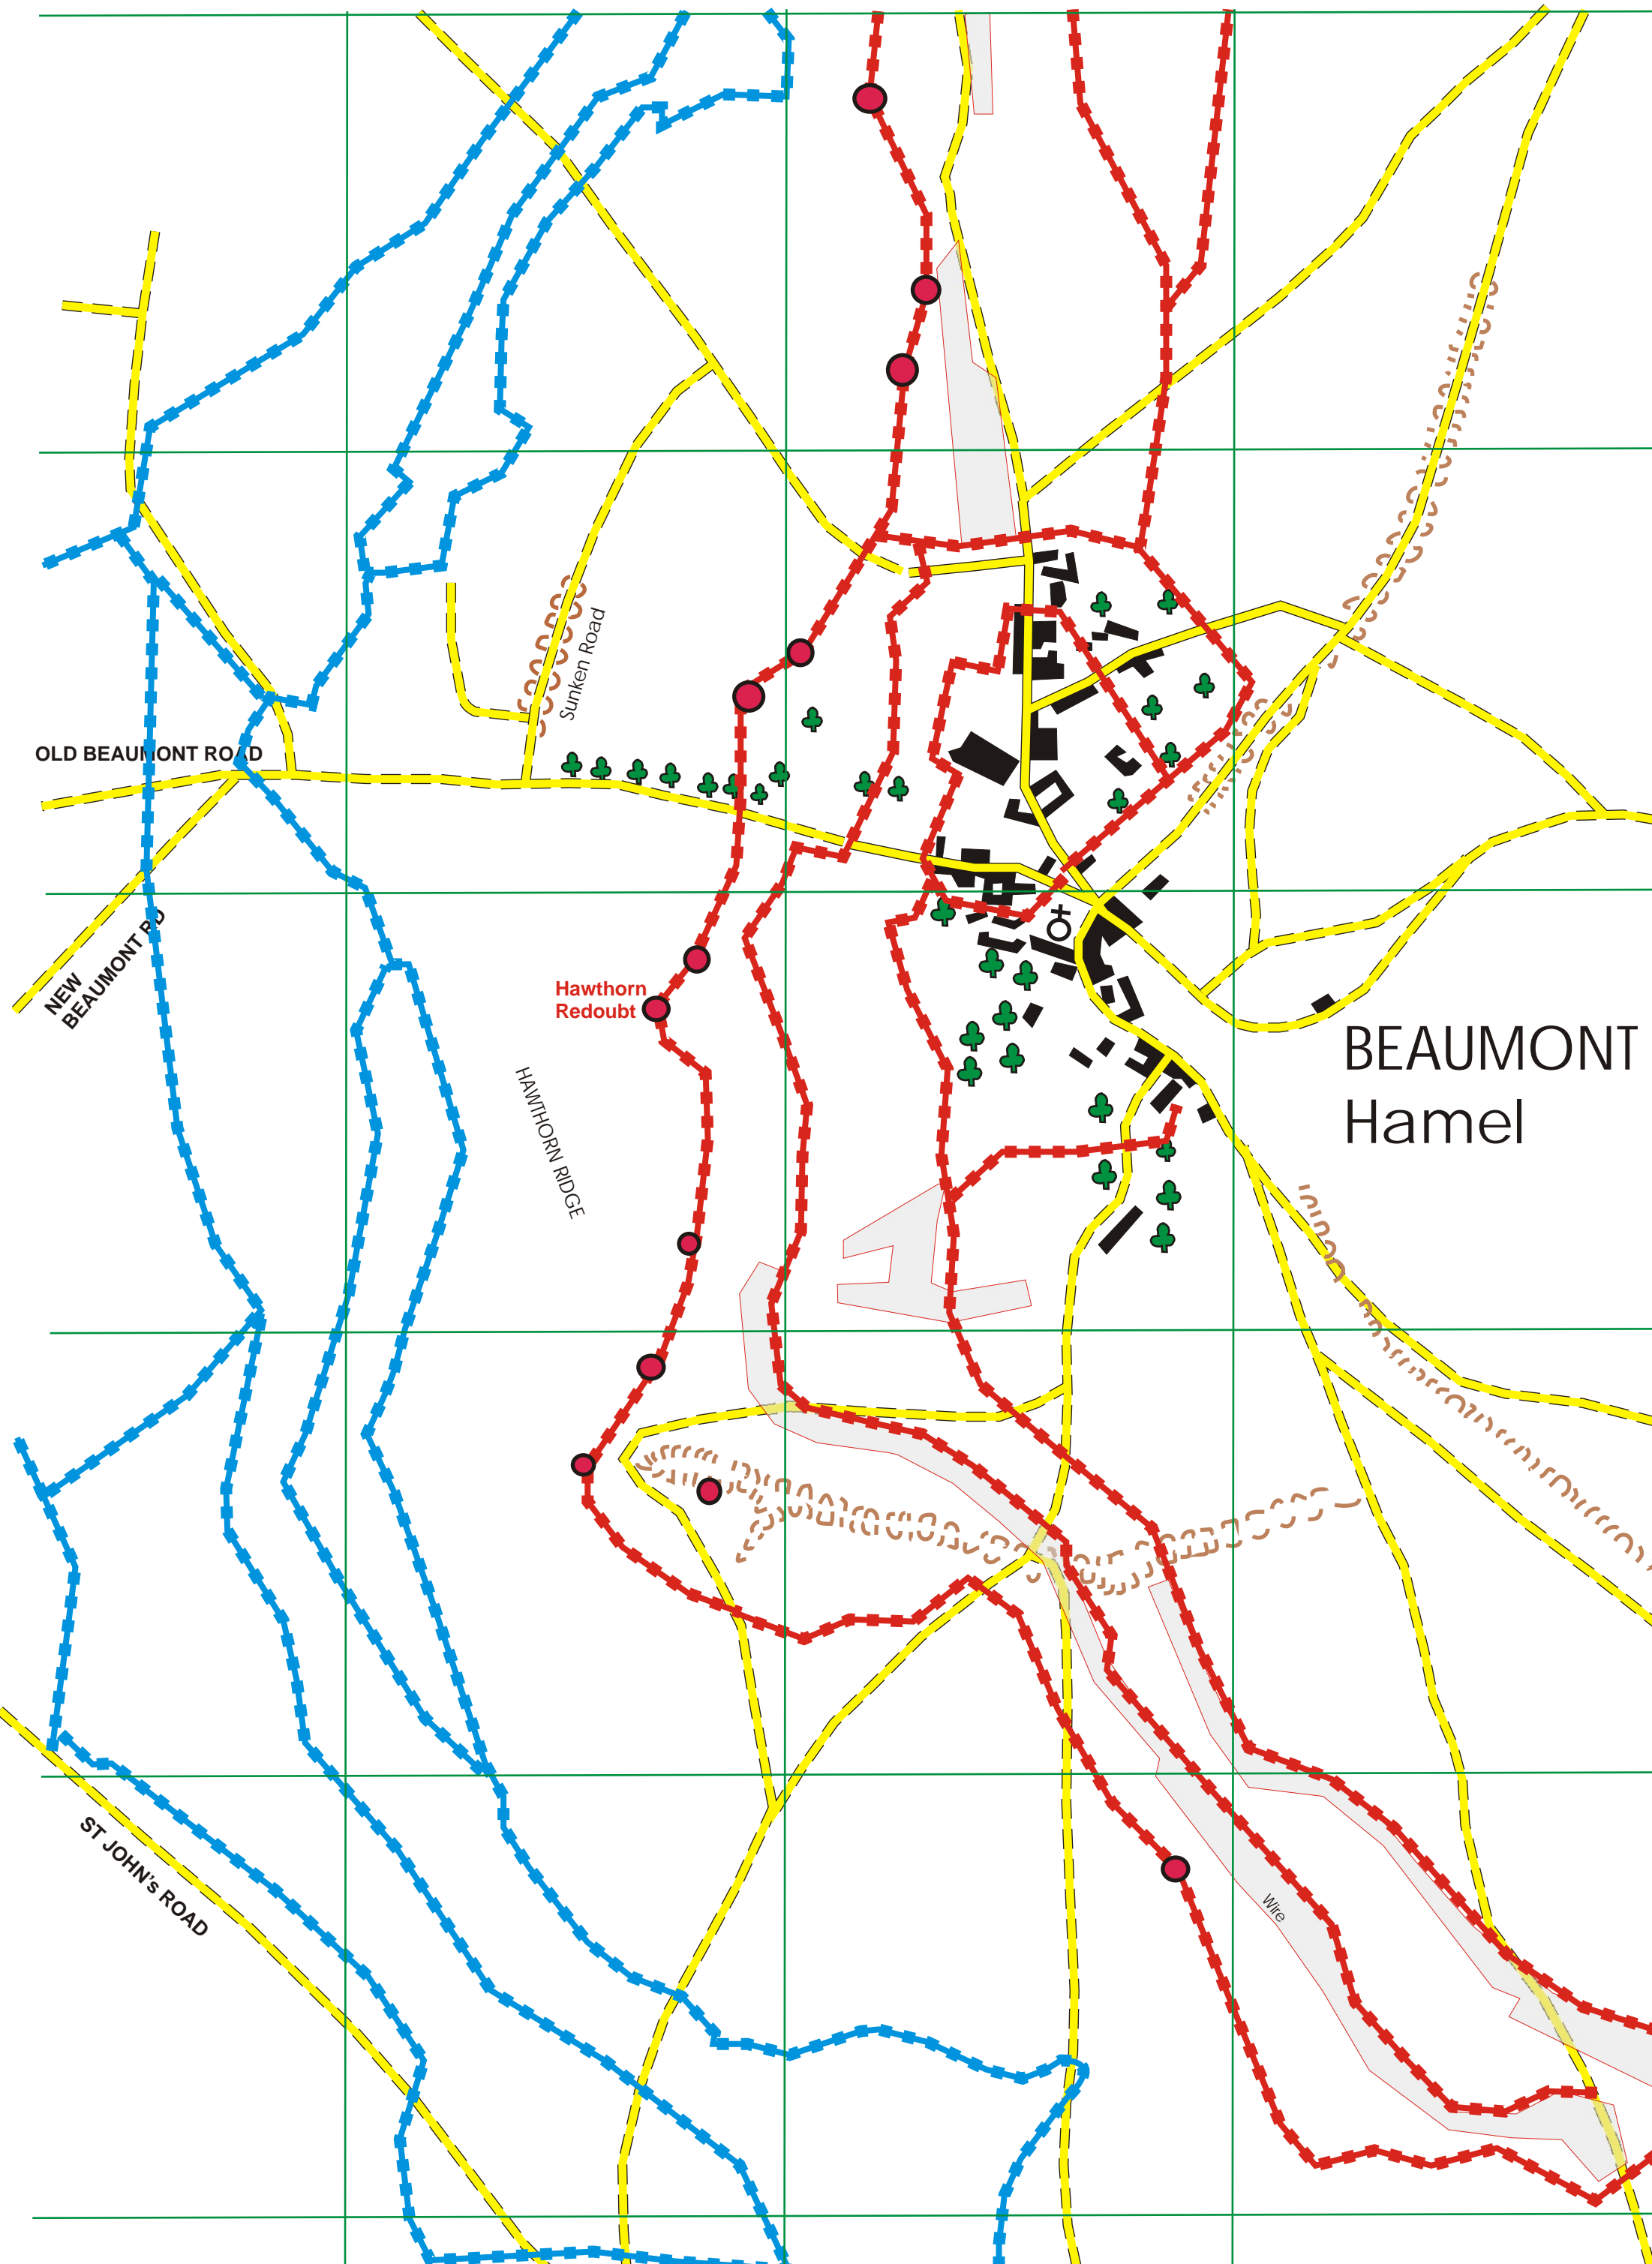 Sunken Road
OLD BEAUMONT ROAD
NEW
BEAUMONT RD
Hawthorn
Redoubt
HAWTHORN RIDGE
BEAUMONT
Hamel
ST JOHN's ROAD
Wire